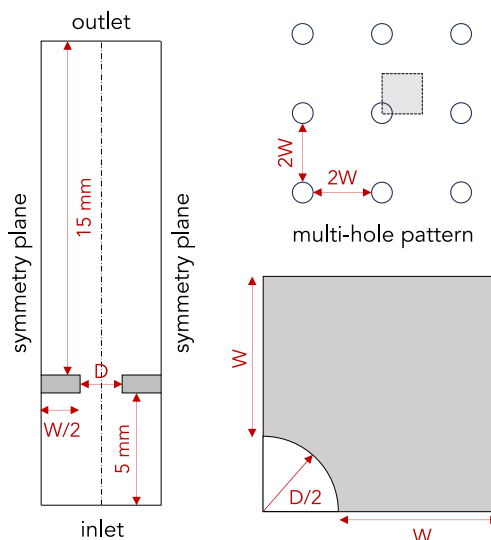 outlet
symmetry plane
15 mm
symmetry plane
D
W/2
5 mm
inlet
2W
2W
multi-hole pattern
W
D/2
W